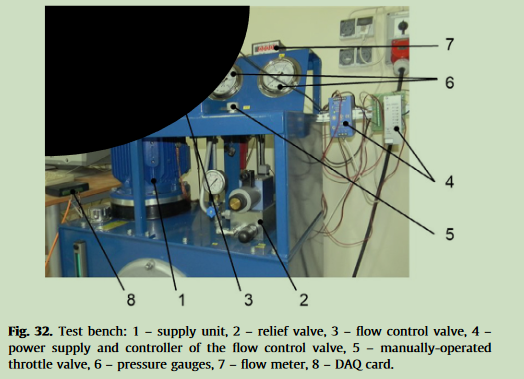 7
6
4
5
8
1
3
2
Fig. 32. Test bench: 1 – supply unit, 2 – relief valve, 3 – flow control valve, 4 –
power supply and controller of the flow control valve, 5 – manually-operated
throttle valve, 6 – pressure gauges, 7 – flow meter, 8 – DAQ card.